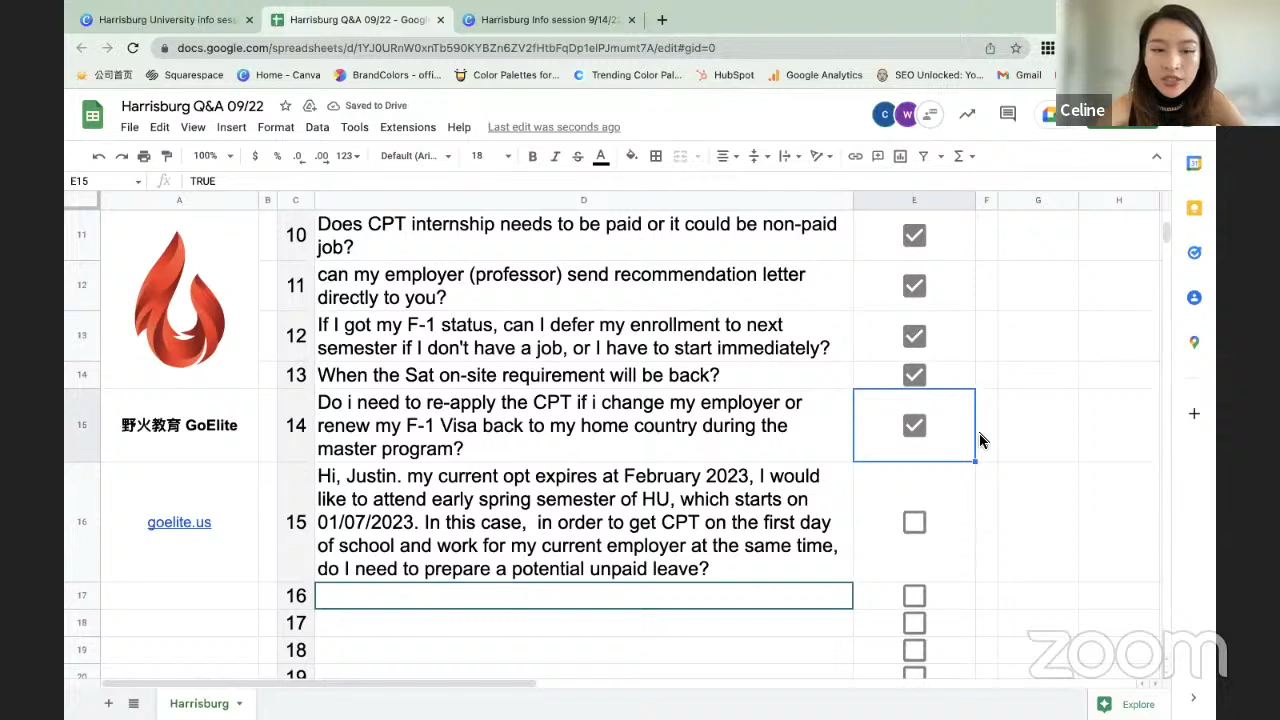 Harrisburg University info sess
Harrisburg Q&A 09/22 - Google
Harrisburg Info session 9/14/22
docs.google.com/spreadsheets/d/1YJ0URnW0xnTb590KYBZn6ZV2fHtbFqDp1eIPJmumt7A/edit#gid=0
公司首页
Squarespace
Home - Canva
BrandColors - offi...
Color Palettes for...
Trending Color Pal...
HubSpot
Google Analytics
SEO Unlocked: Yo...
Gmail
Celine
Harrisburg Q&A 09/22
Saved to Drive
File Edit View Insert Format Data Tools Extensions Help Last edit was seconds ago
C W
100% $ % .0 .00 123 Default (Ari... 18 B I S A
E15 fx TRUE
A B C D E F G H
11 10 Does CPT internship needs to be paid or it could be non-paid
job?
12 11 can my employer (professor) send recommendation letter
directly to you?
13 12 If I got my F-1 status, can I defer my enrollment to next
semester if I don't have a job, or I have to start immediately?
14 13 When the Sat on-site requirement will be back?
Do i need to re-apply the CPT if i change my employer or
15 野火教育 GoElite 14 renew my F-1 Visa back to my home country during the
master program?
Hi, Justin. my current opt expires at February 2023, I would
like to attend early spring semester of HU, which starts on
16 goelite.us 15 01/07/2023. In this case, in order to get CPT on the first day
of school and work for my current employer at the same time,
do I need to prepare a potential unpaid leave?
17 16
18 17
19 18
20 19
zoom
Harrisburg
Explore